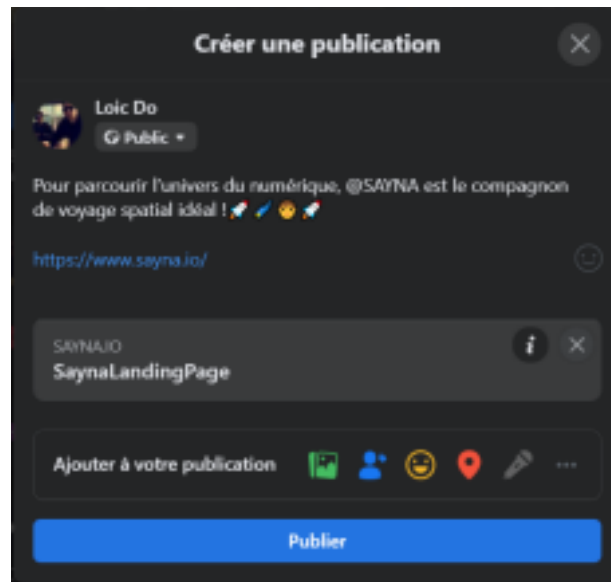 Créer une publication
Loic Do
Public
Pour parcourir l'univers du numérique, @SAYNA est le compagnon
de voyage spatial idéal !
https://www.sayna.io/
SAYNA.IO
SaynaLandingPage
Ajouter à votre publication
Publier